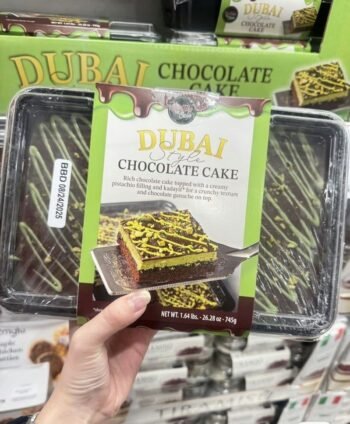 DUBAI
Style
DUBAI CHOCOLATE
CAKE
DUBAI
Style
CHOCOLATE CAKE
Rich chocolate cake topped with a creamy
pistachio filling and kadayif* for a crunchy texture
and chocolate ganache on top.
BBD
08/24/2025
NET WT. 1.64 lbs. - 26.28 oz - 745g